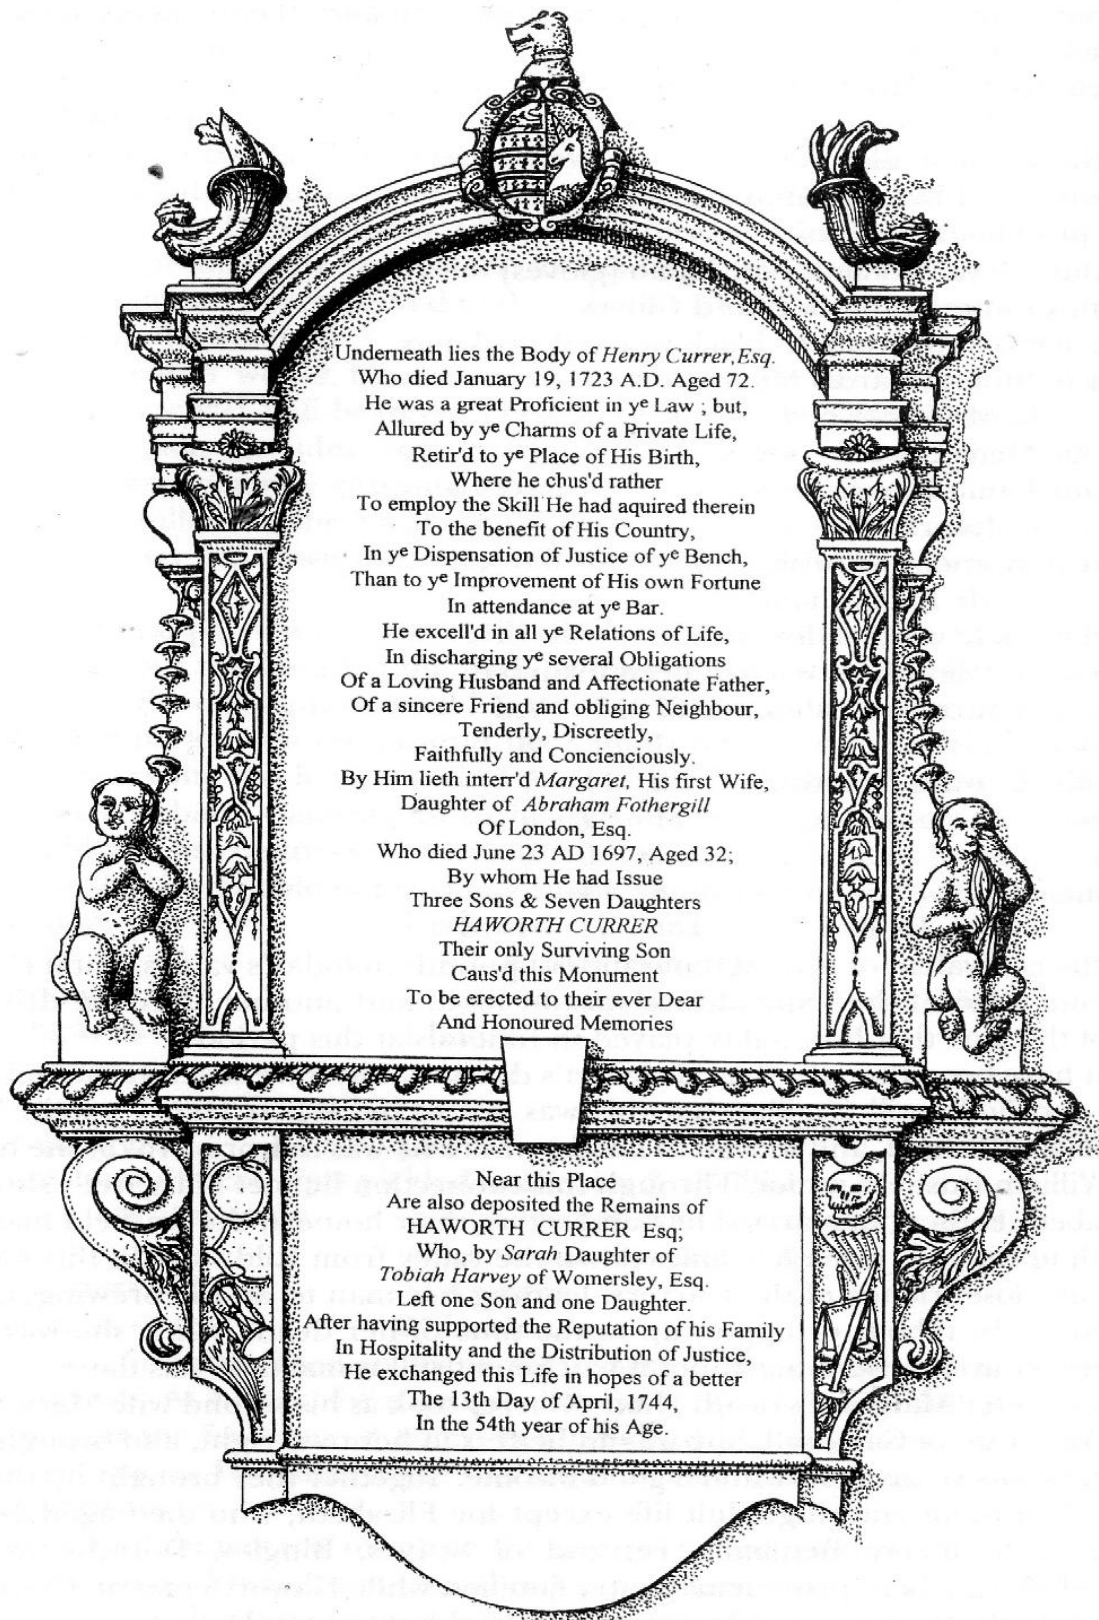 Underneath lies the Body of Henry Currer, Esq.
Who died January 19, 1723 A.D. Aged 72.
He was a great Proficient in ye Law ; but,
Allured by ye Charms of a Private Life,
Retir'd to ye Place of His Birth,
Where he chus'd rather
To employ the Skill He had aquired therein
To the benefit of His Country,
In ye Dispensation of Justice of ye Bench,
Than to ye Improvement of His own Fortune
In attendance at ye Bar.
He excell'd in all ye Relations of Life,
In discharging ye several Obligations
Of a Loving Husband and Affectionate Father,
Of a sincere Friend and obliging Neighbour,
Tenderly, Discreetly,
Faithfully and Concienciously.
By Him lieth interr'd Margaret, His first Wife,
Daughter of Abraham Fothergill
Of London, Esq.
Who died June 23 AD 1697, Aged 32;
By whom He had Issue
Three Sons & Seven Daughters
HAWORTH CURRER
Their only Surviving Son
Caus'd this Monument
To be erected to their ever Dear
And Honoured Memories
Near this Place
Are also deposited the Remains of
HAWORTH CURRER Esq;
Who, by Sarah Daughter of
Tobiah Harvey of Womersley, Esq.
Left one Son and one Daughter.
After having supported the Reputation of his Family
In Hospitality and the Distribution of Justice,
He exchanged this Life in hopes of a better
The 13th Day of April, 1744,
In the 54th year of his Age.